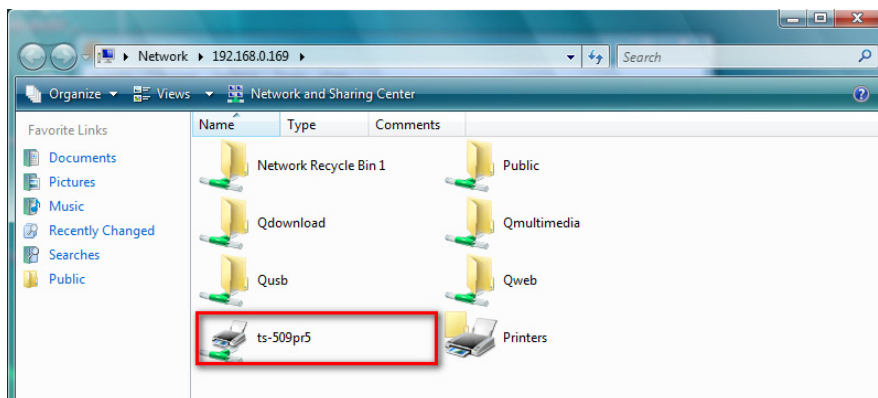 Network ▸ 192.168.0.169 ▸ Search
Organize Views Network and Sharing Center
Favorite Links
Documents
Pictures
Music
Recently Changed
Searches
Public
Name Type Comments
Network Recycle Bin 1 Public
Qdownload Qmultimedia
Qusb Qweb
ts-509pr5 Printers